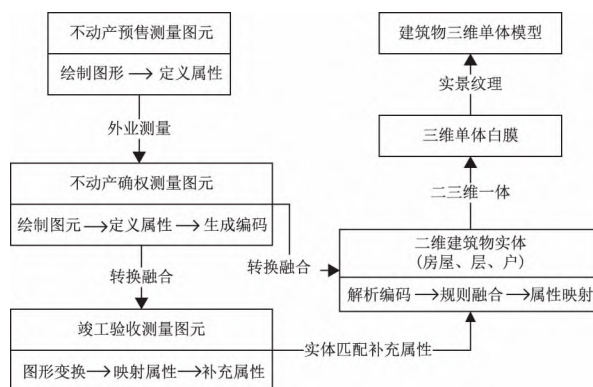 不动产预售测量图元
绘制图形→定义属性
外业测量
不动产确权测量图元
绘制图元→定义属性→生成编码
转换融合
竣工验收测量图元
图形变换→映射属性→补充属性
转换融合
实体匹配补充属性
建筑物三维单体模型
实景纹理
三维单体白膜
二三维一体
二维建筑物实体
(房屋、层、户)
解析编码→规则融合→属性映射